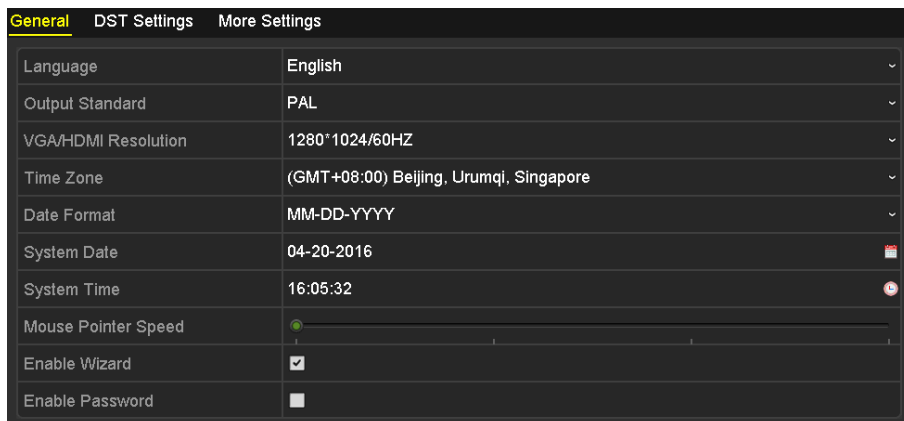 General DST Settings More Settings
Language English
Output Standard PAL
VGA/HDMI Resolution 1280*1024/60HZ
Time Zone (GMT+08:00) Beijing, Urumqi, Singapore
Date Format MM-DD-YYYY
System Date 04-20-2016
System Time 16:05:32
Mouse Pointer Speed
Enable Wizard
Enable Password